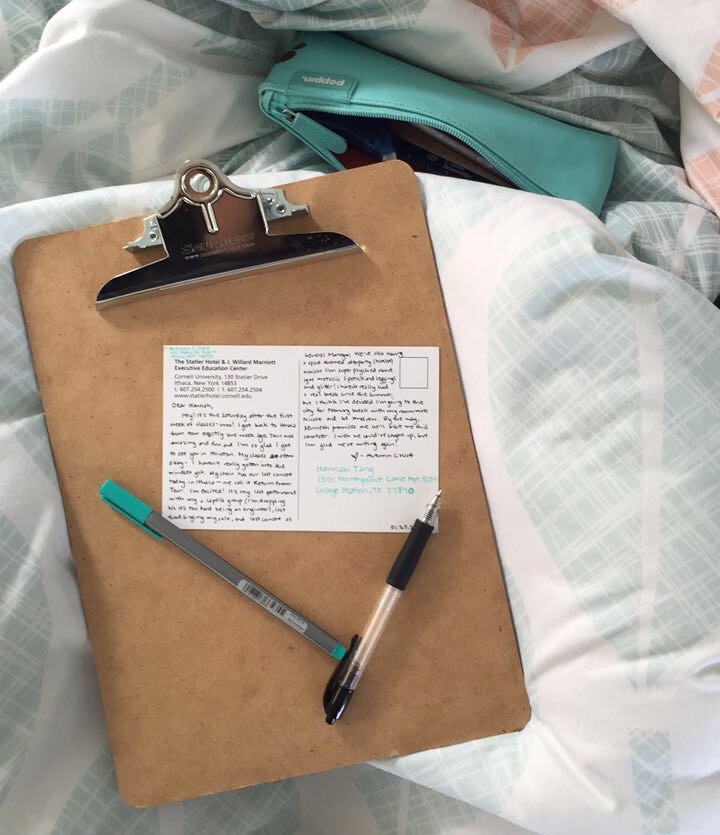 poppin.
SAUNDERS
The Statler Hotel & J. Willard Marriott
Executive Education Center
Cornell University, 130 Statler Drive
Ithaca, New York 14853
t. 607.254.2500 | f. 607.254.2504
www.statlerhotel.cornell.edu
Dear Hannah,
Hey! It's the Saturday after the first
week of classes-woo! I got back to Ithaca
from tour exactly one week ago. Tour was
amazing and fun and I'm so glad I got
to see you in Houston. My classes seem
okay - I haven't really gotten into the
mindset yet. My choir has our last concert
today in Ithaca - we call it Return From
Tour. I'm excited! It's my last performance
with my a capella group (I'm dropping
b/c it's too hard being an engineer), last
time singing my solo, and last concert as
General Manager. We're also having
a space themed afterparty
which I'm super psyched about
metallic lipstick and leggings
and glitter! I haven't really had
a real break since the summer,
but I think I've decided I'm going to the
city for February break with my roommate
Nicole and bf Andrew. By the way,
Kenneth promises me he'll visit me this
semester. I wish we could've caught up, but
I'm glad we're writing again!
- Autumn
Hannah Tang
1501 Northpoint Lane Apt
College Station, TX 77840